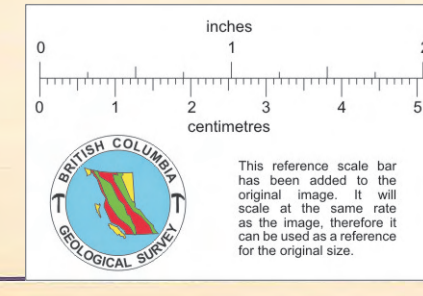 inches
0 1 2
0 1 2 3 4 5
centimetres
BRITISH COLUMBIA
GEOLOGICAL SURVEY
This reference scale bar
has been added to the
original image. It will
scale at the same rate
as the image, therefore it
can be used as a reference
for the original size.